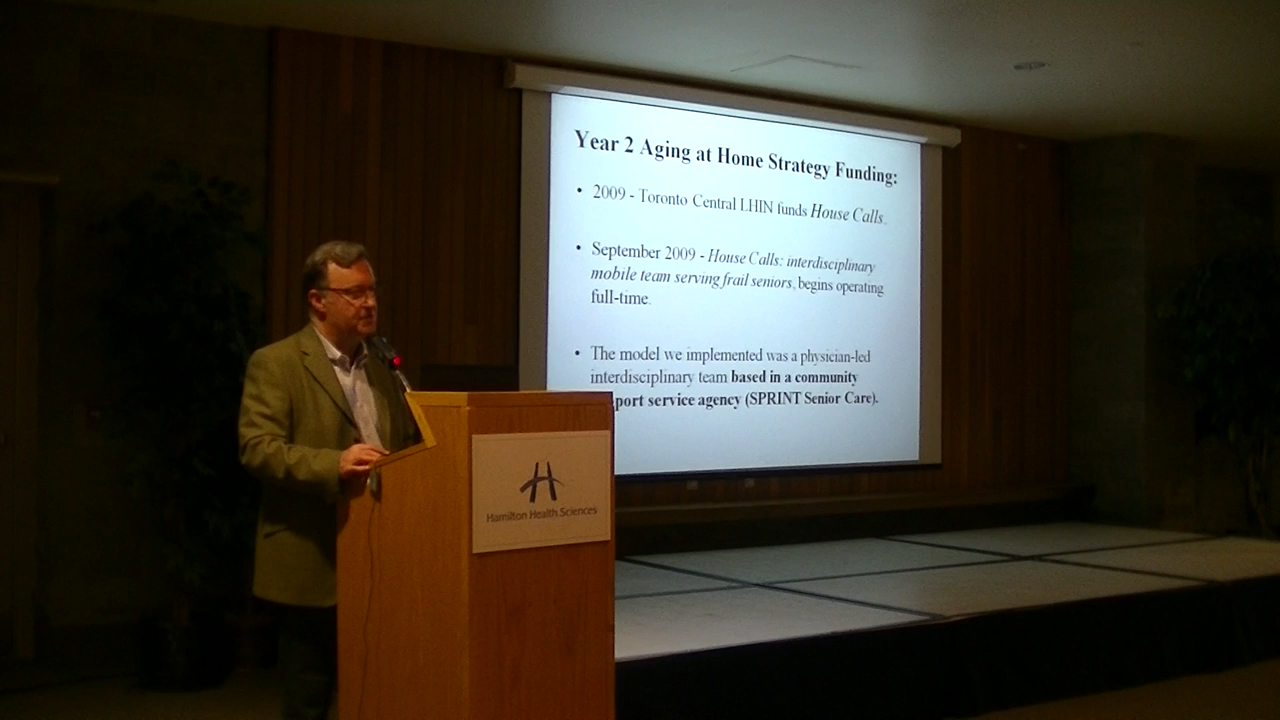 Year 2 Aging at Home Strategy Funding:
• 2009 - Toronto Central LHIN funds House Calls.
• September 2009 - House Calls: interdisciplinary
mobile team serving frail seniors, begins operating
full-time.
• The model we implemented was a physician-led
interdisciplinary team based in a community
port service agency (SPRINT Senior Care).
Hamilton Health Sciences